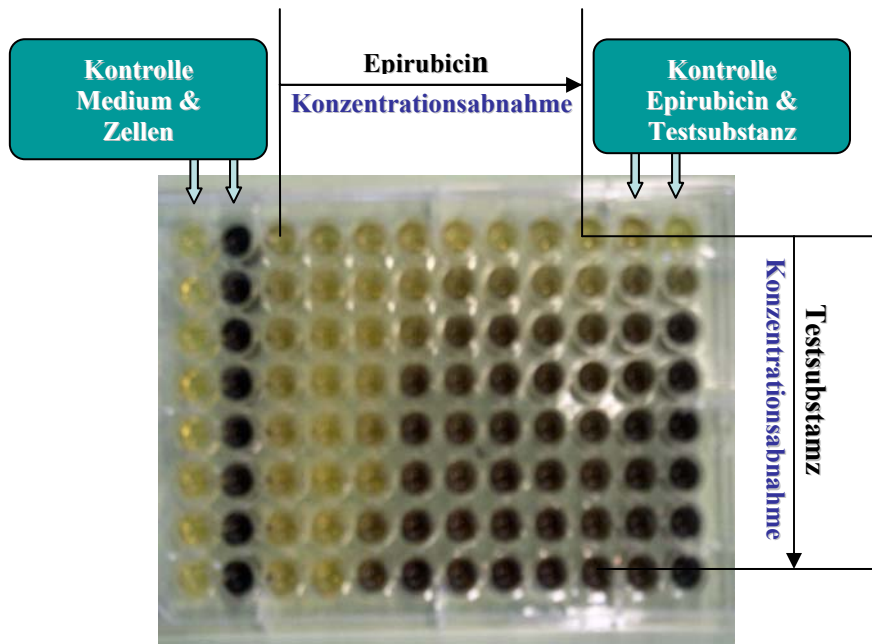 Kontrolle
Medium &
Zellen
Epirubicin
Konzentrationsabnahme
Kontrolle
Epirubicin &
Testsubstanz
Testsubstamz
Konzentrationsabnahme